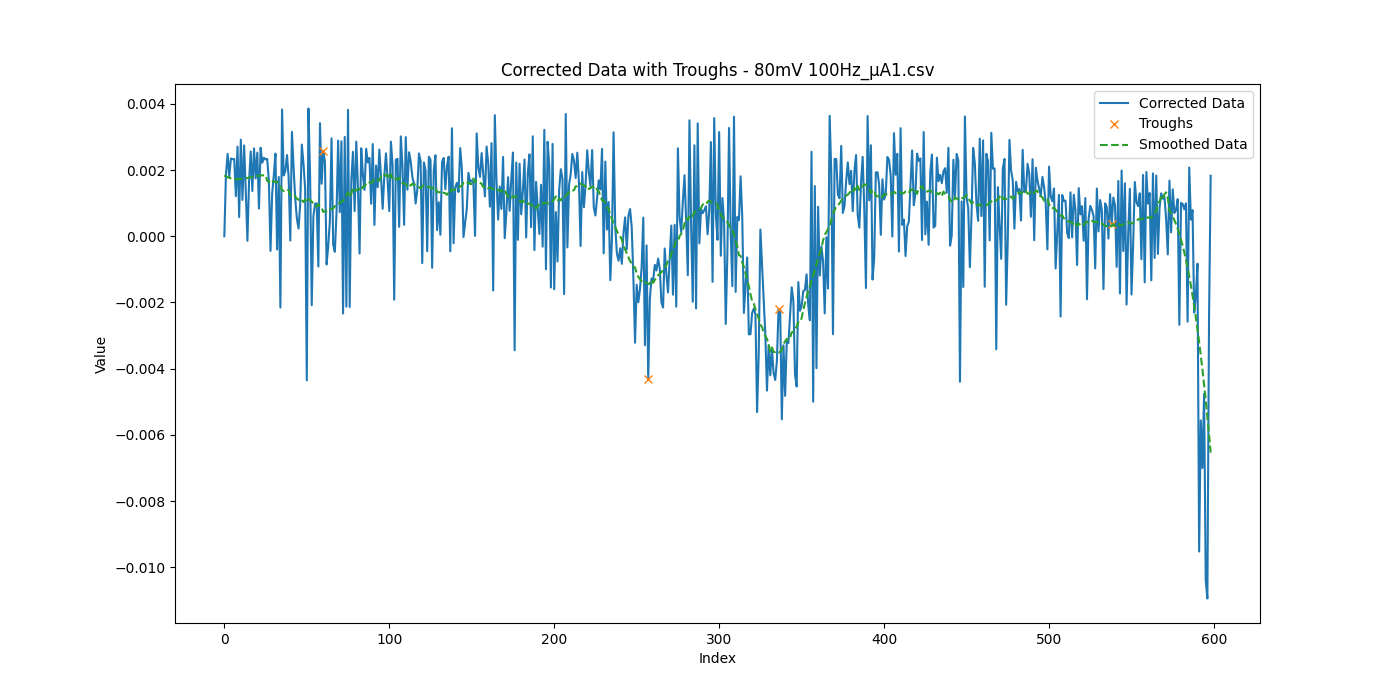 Corrected Data with Troughs - 80mV 100Hz_μA1.csv
Corrected Data
Troughs
Smoothed Data
0.004
0.002
0.000
−0.002
−0.004
−0.006
−0.008
−0.010
Value
0 100 200 300 400 500 600
Index